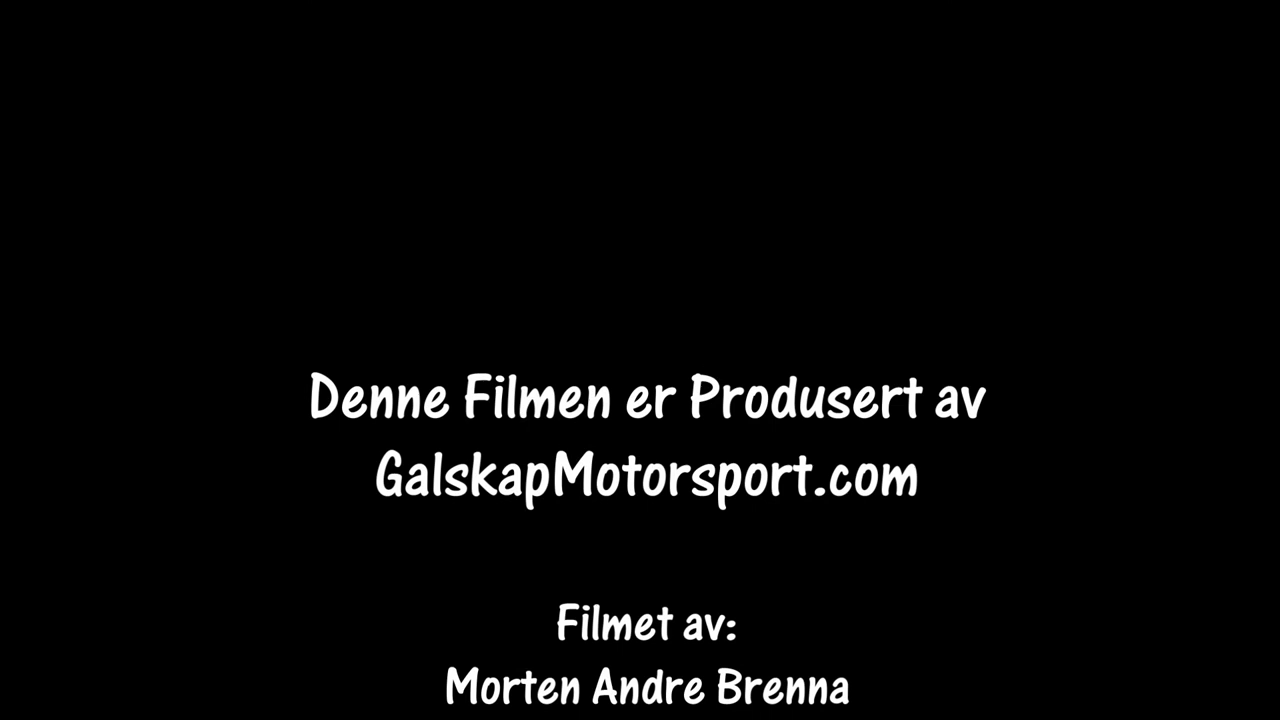 Denne Filmen er Produsert av
GalskapMotorsport.com
Filmet av:
Morten Andre Brenna